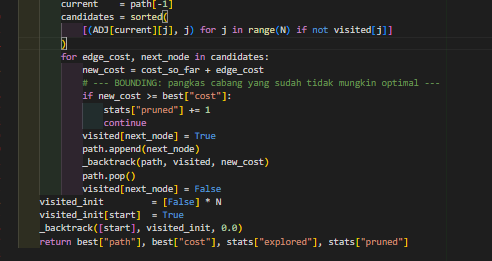 current    = path[-1]
candidates = sorted(
    [(ADJ[current][j], j) for j in range(N) if not visited[j]]
)
for edge_cost, next_node in candidates:
    new_cost = cost_so_far + edge_cost
    # --- BOUNDING: pangkas cabang yang sudah tidak mungkin optimal ---
    if new_cost >= best["cost"]:
        stats["pruned"] += 1
        continue
    visited[next_node] = True
    path.append(next_node)
    _backtrack(path, visited, new_cost)
    path.pop()
    visited[next_node] = False
visited_init        = [False] * N
visited_init[start]  = True
_backtrack([start], visited_init, 0.0)
return best["path"], best["cost"], stats["explored"], stats["pruned"]